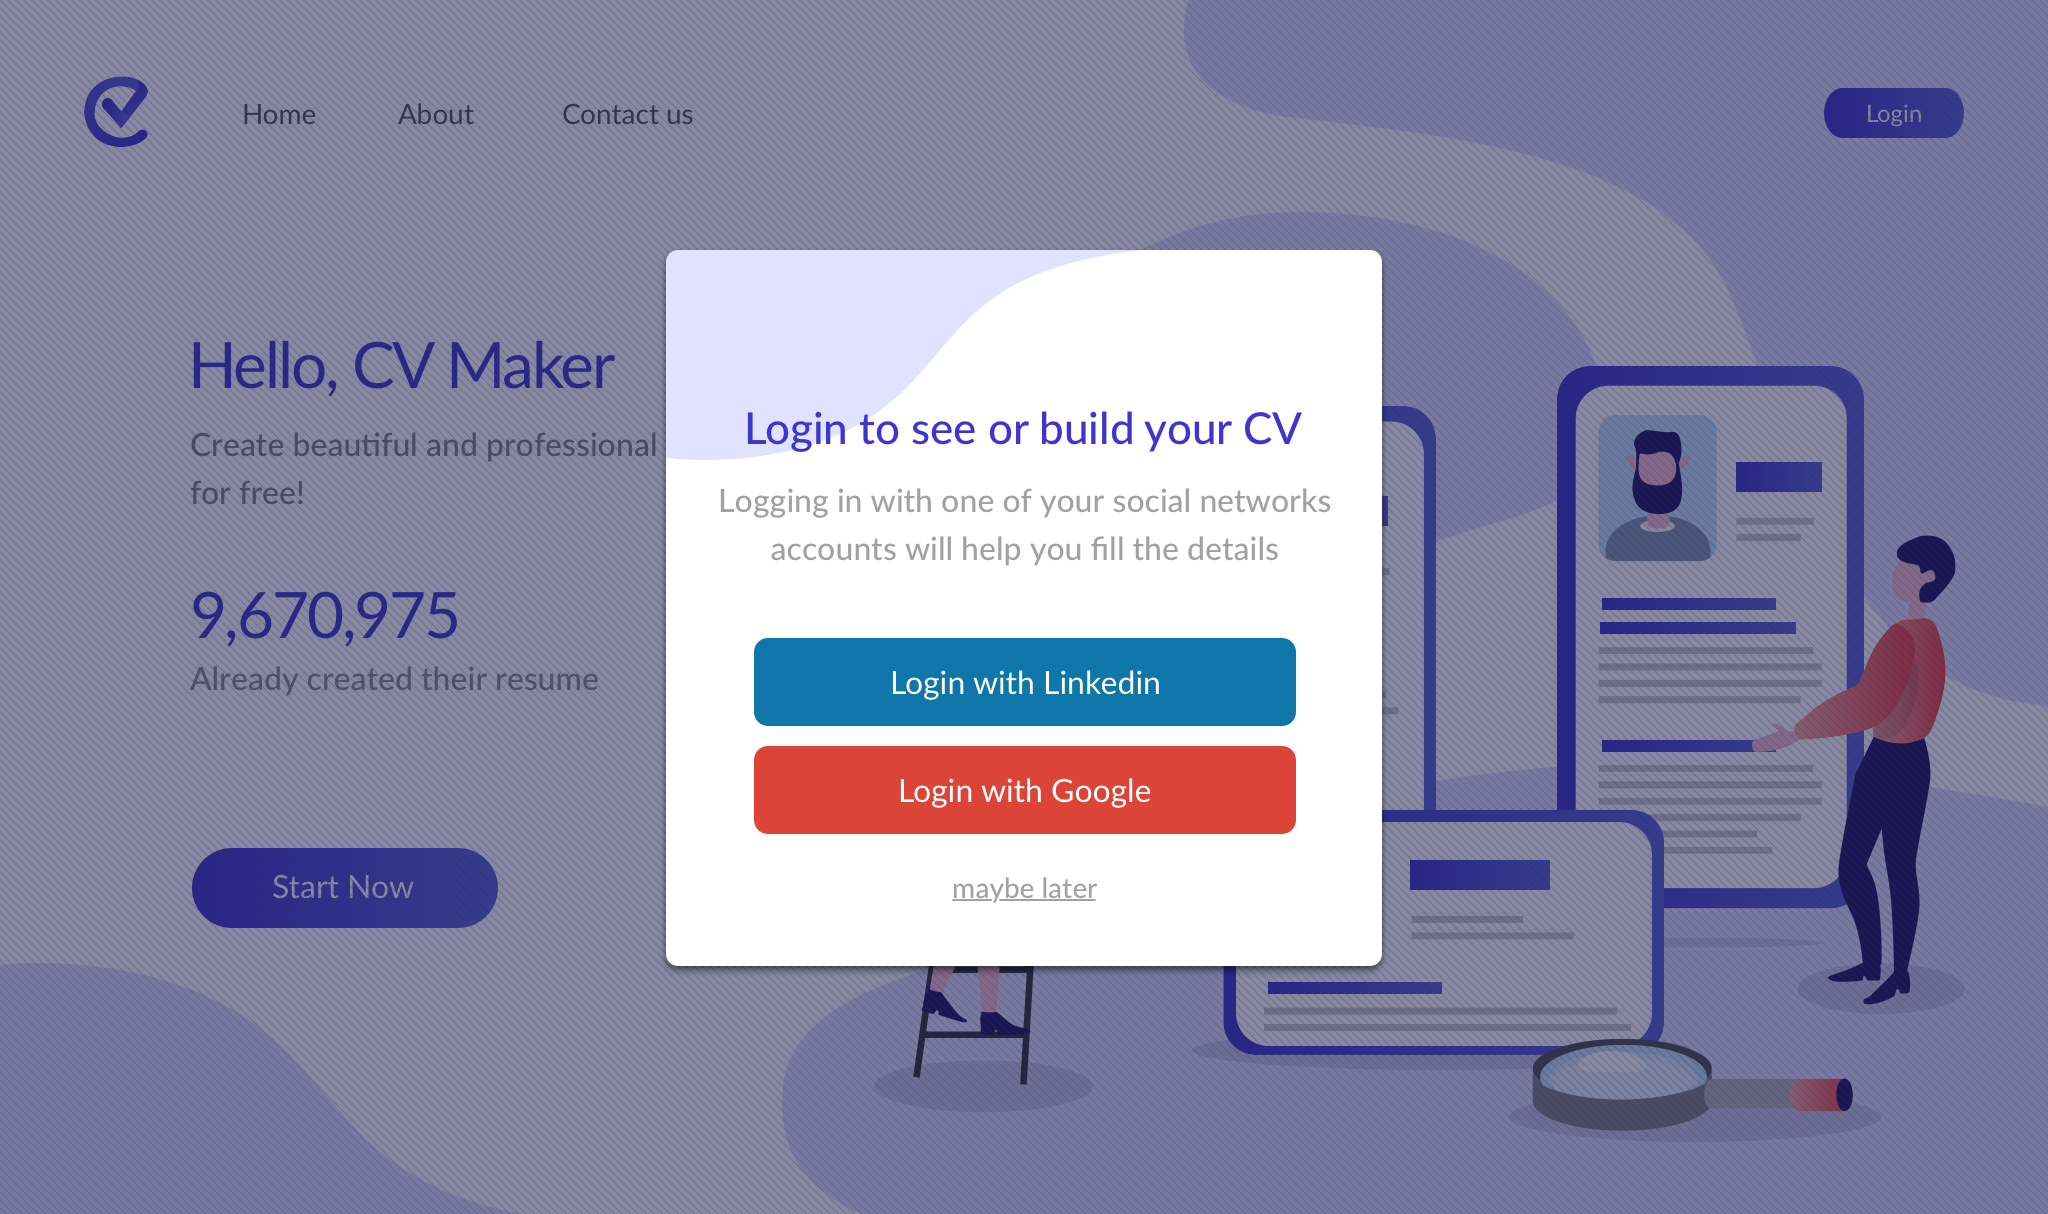 Home
About
Contact us
Login
Hello, CV Maker
Create beautiful and professional
for free!
9,670,975
Already created their resume
Start Now
Login to see or build your CV
Logging in with one of your social networks
accounts will help you fill the details
Login with Linkedin
Login with Google
maybe later